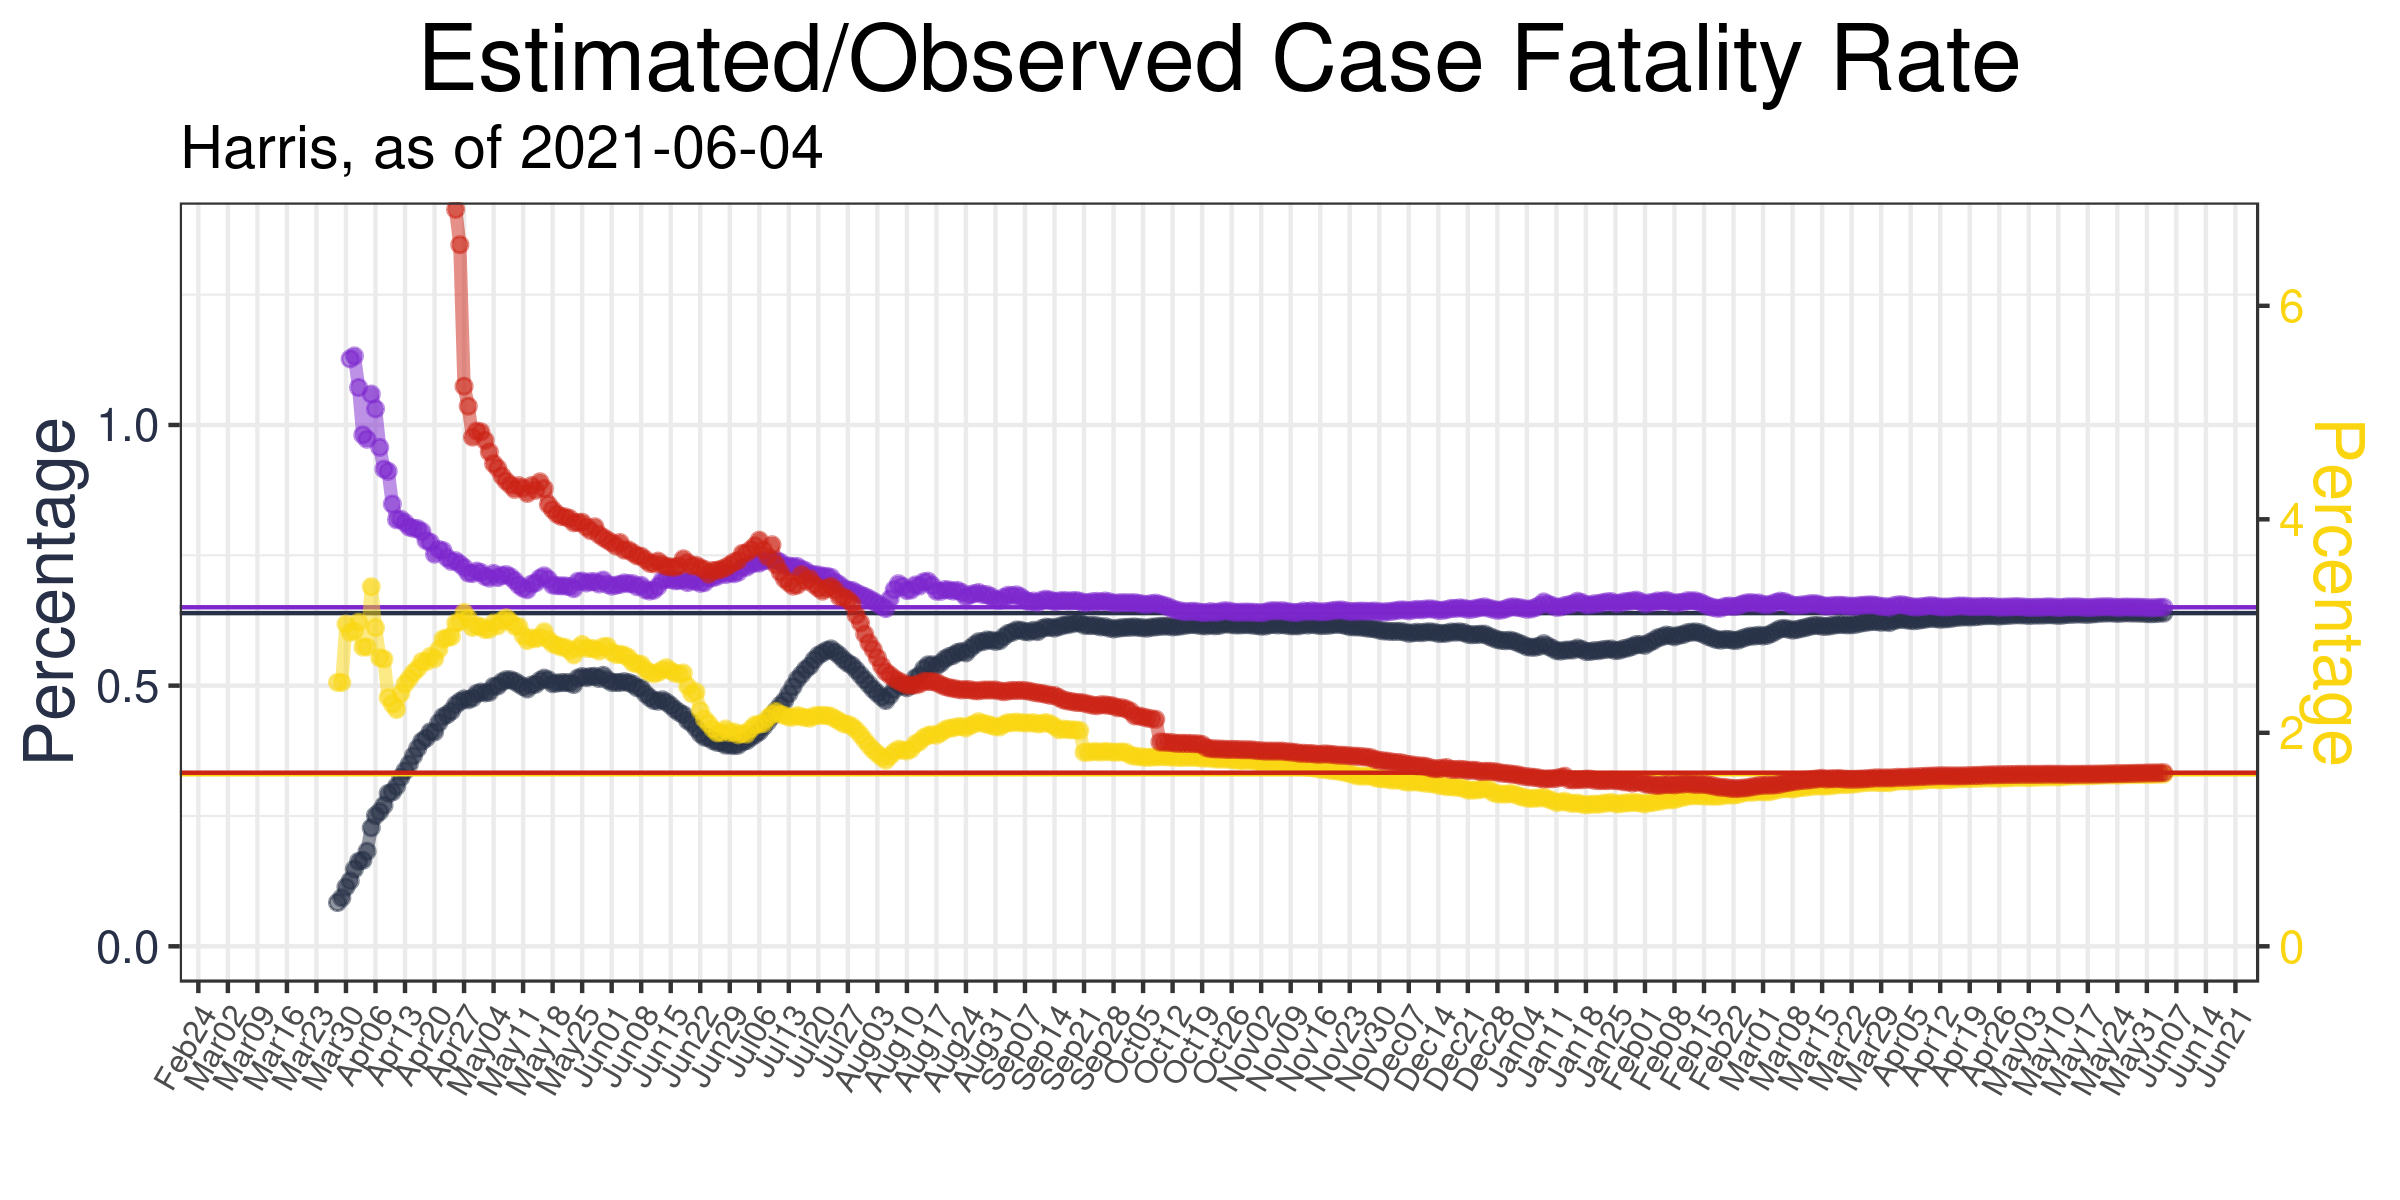 Estimated/Observed Case Fatality Rate
Harris, as of 2021-06-04
Percentage
1.0
0.5
0.0
6
4
2
0
Percentage
Feb24
Mar02
Mar09
Mar16
Mar23
Mar30
Apr06
Apr13
Apr20
Apr27
May04
May11
May18
May25
Jun01
Jun08
Jun15
Jun22
Jun29
Jul06
Jul13
Jul20
Jul27
Aug03
Aug10
Aug17
Aug24
Aug31
Sep07
Sep14
Sep21
Sep28
Oct05
Oct12
Oct19
Oct26
Nov02
Nov09
Nov16
Nov23
Nov30
Dec07
Dec14
Dec21
Dec28
Jan04
Jan11
Jan18
Jan25
Feb01
Feb08
Feb15
Feb22
Mar01
Mar08
Mar15
Mar22
Mar29
Apr05
Apr12
Apr19
Apr26
May03
May10
May17
May24
May31
Jun07
Jun14
Jun21